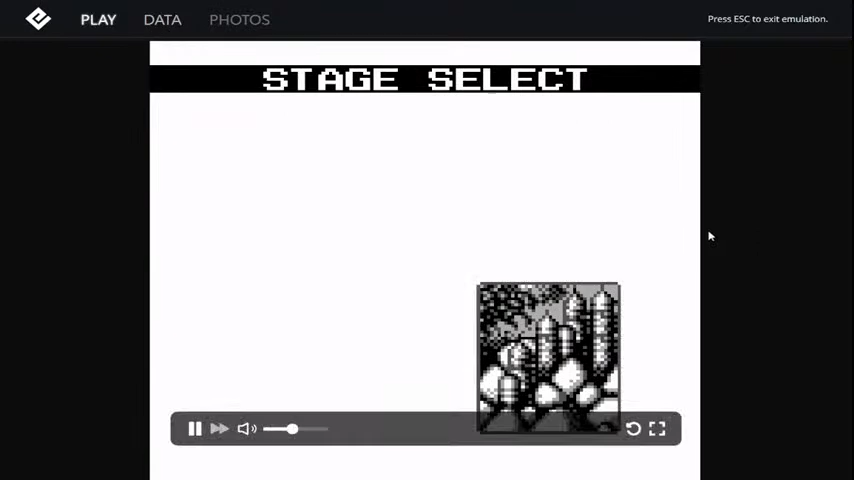 PLAY DATA PHOTOS Press ESC to exit emulation.
STAGE SELECT